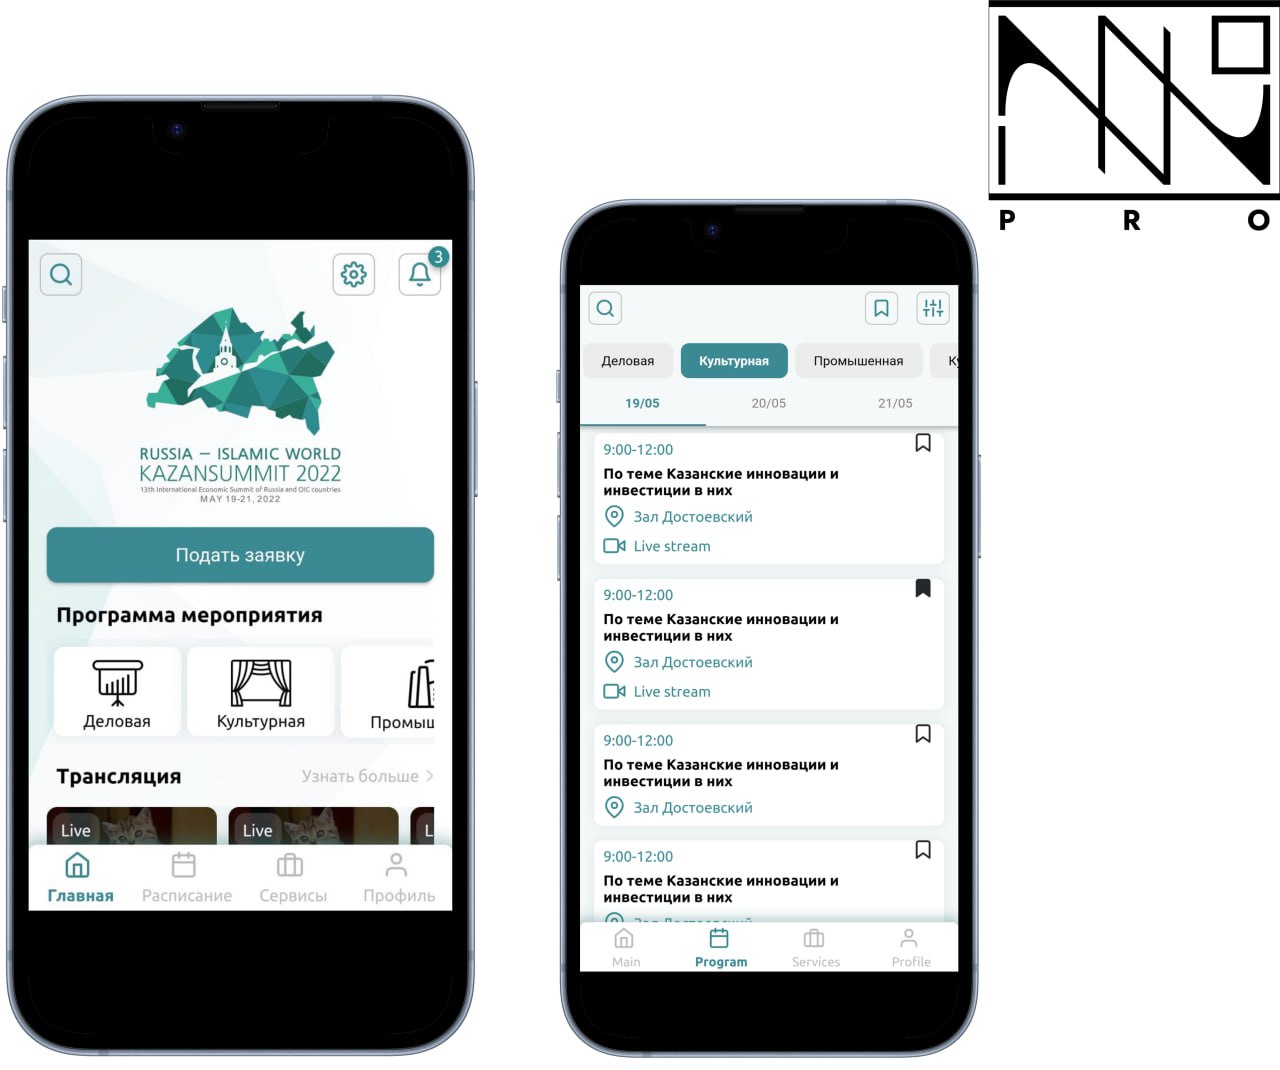 3
RUSSIA – ISLAMIC WORLD
KAZANSUMMIT 2022
13th International Economic Summit of Russia and OIC countries
MAY 19-21, 2022
Подать заявку
Программа мероприятия
Деловая
Культурная
Промыш
Трансляция
Узнать больше
Live
Live
L
Главная
Расписание
Сервисы
Профиль
Деловая
Культурная
Промышленная
19/05
20/05
21/05
9:00-12:00
По теме Казанские инновации и
инвестиции в них
Зал Достоевский
Live stream
9:00-12:00
По теме Казанские инновации и
инвестиции в них
Зал Достоевский
Live stream
9:00-12:00
По теме Казанские инновации и
инвестиции в них
Зал Достоевский
9:00-12:00
По теме Казанские инновации и
инвестиции в них
Зал Достоевский
Main
Program
Services
Profile
PRO